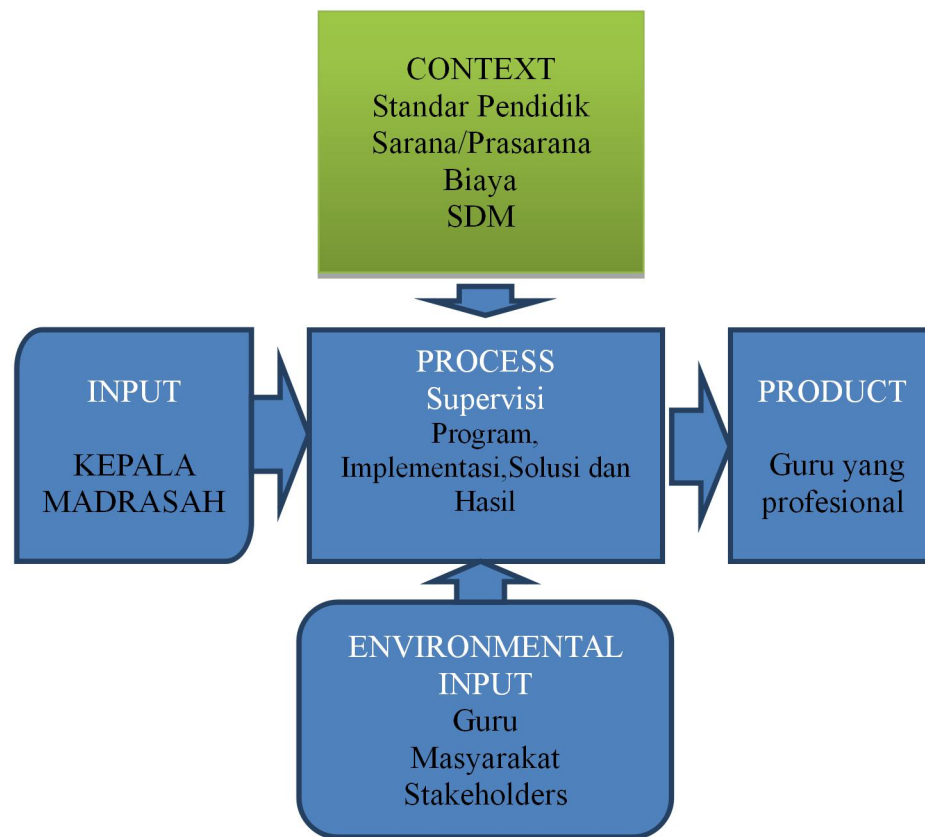 CONTEXT
Standar Pendidik
Sarana/Prasarana
Biaya
SDM
INPUT
KEPALA
MADRASAH
PROCESS
Supervisi
Program,
Implementasi,Solusi dan
Hasil
PRODUCT
Guru yang
profesional
ENVIRONMENTAL
INPUT
Guru
Masyarakat
Stakeholders